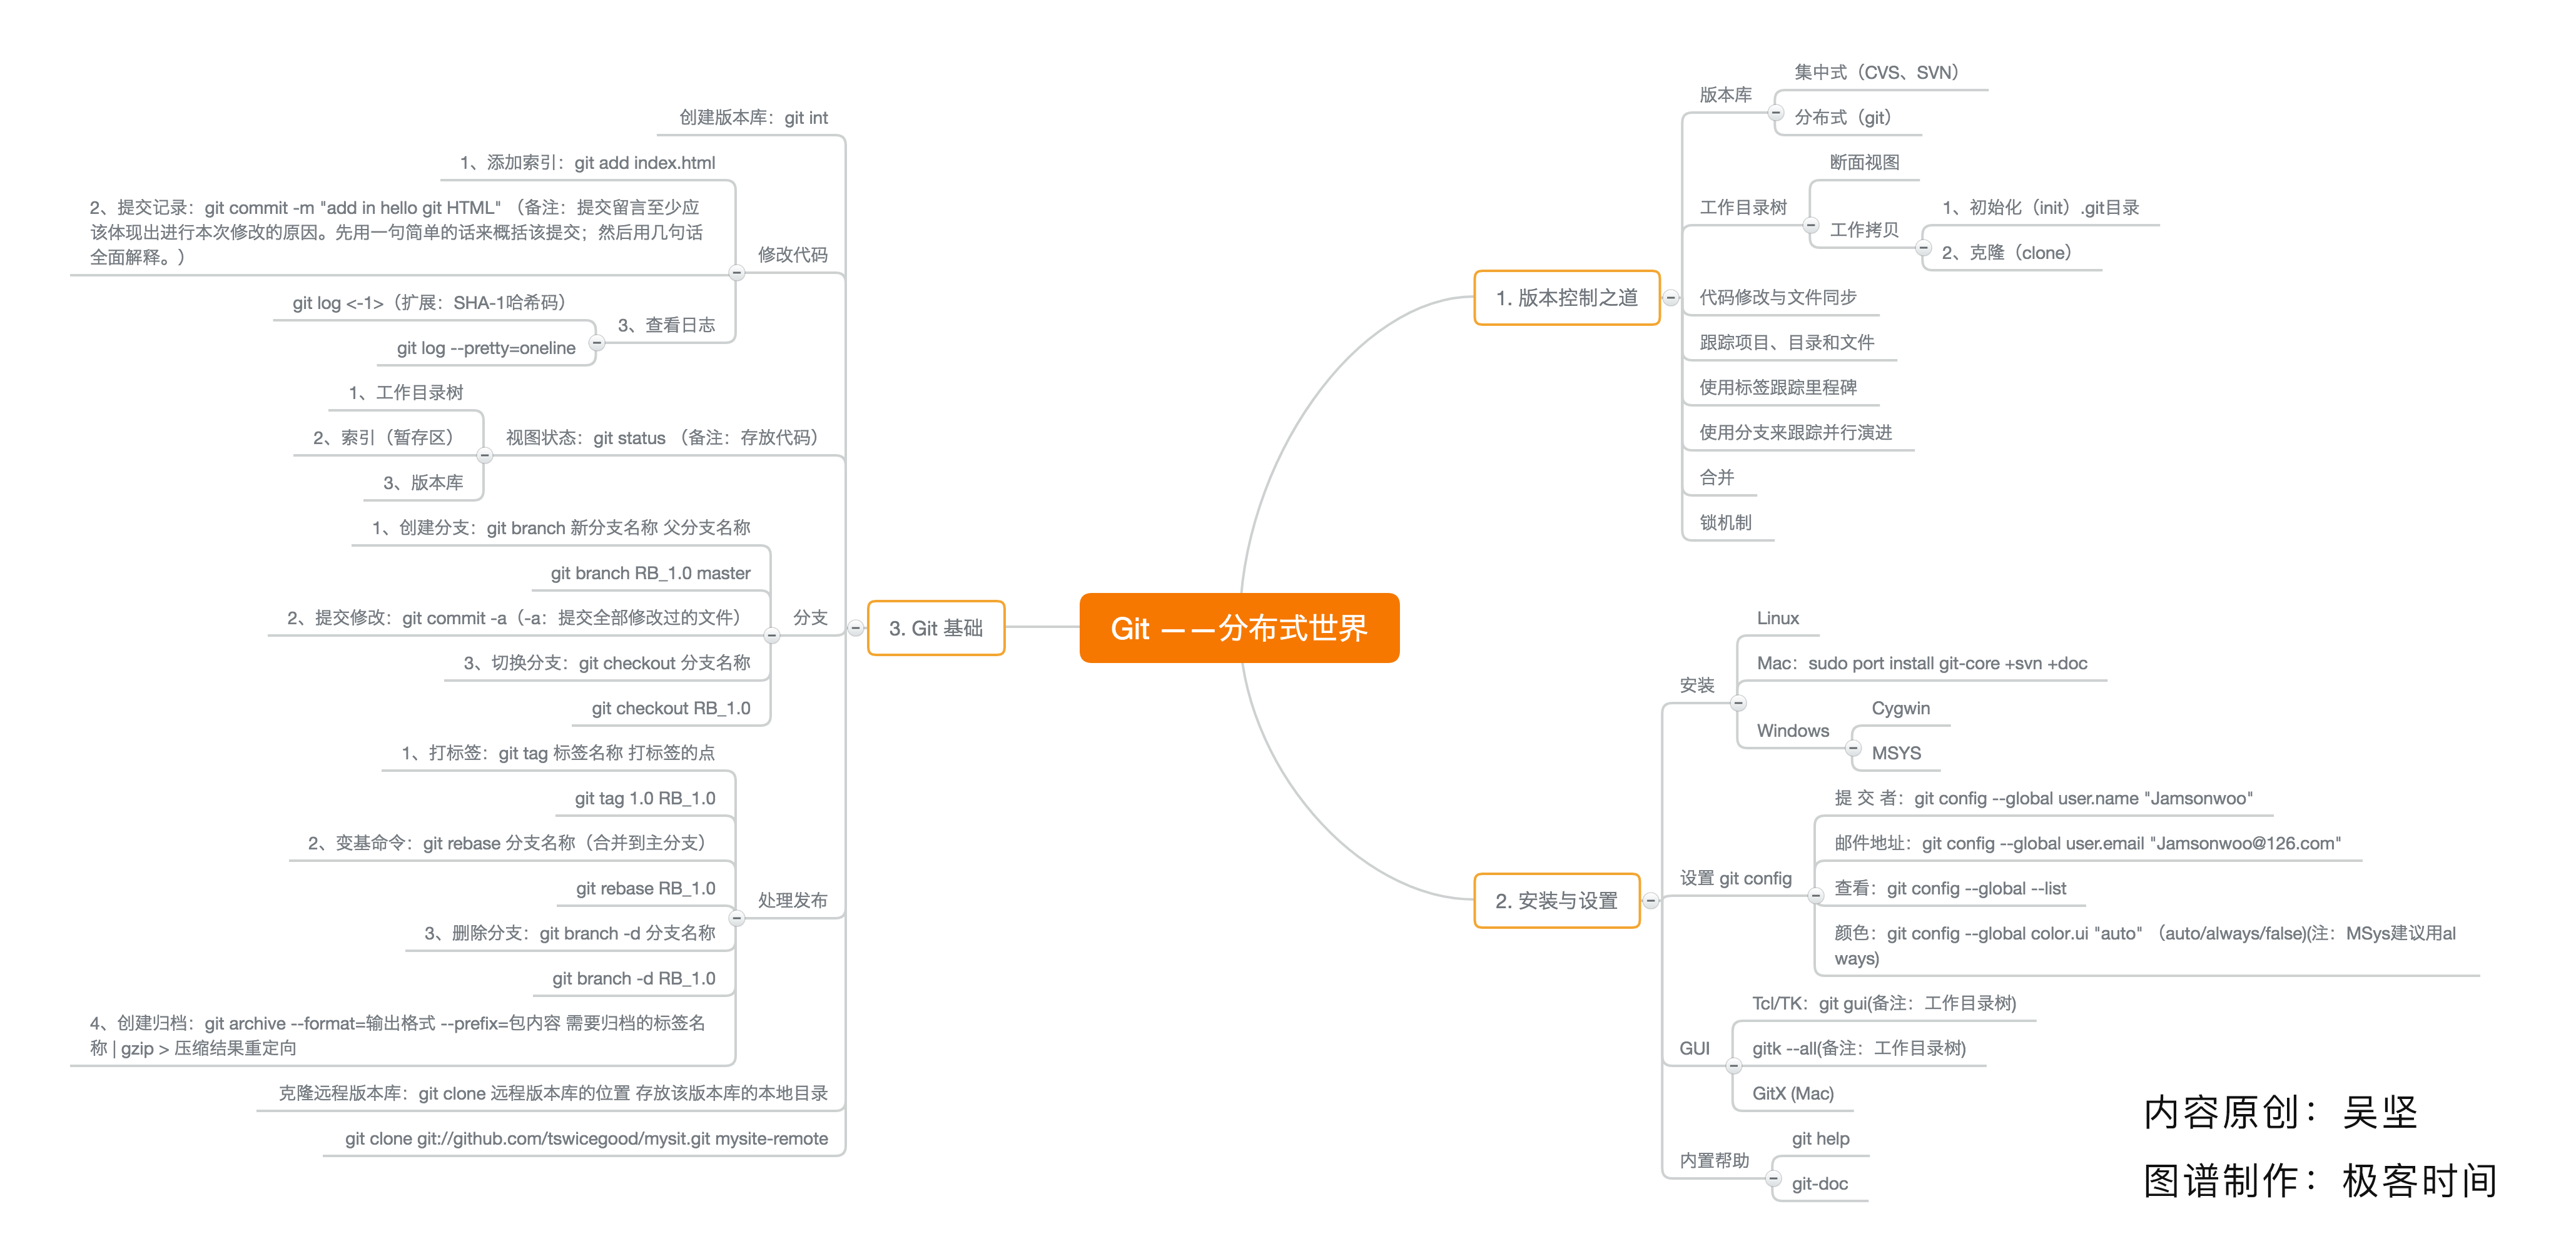 Git ——分布式世界
1. 版本控制之道
版本库
集中式（CVS、SVN）
分布式（git）
工作目录树
断面视图
工作拷贝
1、初始化（init）.git目录
2、克隆（clone）
代码修改与文件同步
跟踪项目、目录和文件
使用标签跟踪里程碑
使用分支来跟踪并行演进
合并
锁机制
2. 安装与设置
安装
Linux
Mac：sudo port install git-core +svn +doc
Windows
Cygwin
MSYS
设置 git config
提 交 者：git config --global user.name "Jamsonwoo"
邮件地址：git config --global user.email "Jamsonwoo@126.com"
查看：git config --global --list
颜色：git config --global color.ui "auto" （auto/always/false)(注：MSys建议用al
ways)
GUI
Tcl/TK：git gui(备注：工作目录树)
gitk --all(备注：工作目录树)
GitX (Mac)
内置帮助
git help
git-doc
3. Git 基础
创建版本库：git int
修改代码
1、添加索引：git add index.html
2、提交记录：git commit -m "add in hello git HTML" （备注：提交留言至少应
该体现出进行本次修改的原因。先用一句简单的话来概括该提交；然后用几句话
全面解释。）
3、查看日志
git log <-1>（扩展：SHA-1哈希码）
git log --pretty=oneline
视图状态：git status （备注：存放代码）
1、工作目录树
2、索引（暂存区）
3、版本库
分支
1、创建分支：git branch 新分支名称 父分支名称
git branch RB_1.0 master
2、提交修改：git commit -a（-a：提交全部修改过的文件）
3、切换分支：git checkout 分支名称
git checkout RB_1.0
处理发布
1、打标签：git tag 标签名称 打标签的点
git tag 1.0 RB_1.0
2、变基命令：git rebase 分支名称（合并到主分支）
git rebase RB_1.0
3、删除分支：git branch -d 分支名称
git branch -d RB_1.0
4、创建归档：git archive --format=输出格式 --prefix=包内容 需要归档的标签名
称 | gzip > 压缩结果重定向
克隆远程版本库：git clone 远程版本库的位置 存放该版本库的本地目录
git clone git://github.com/tswicegood/mysit.git mysite-remote
内容原创：吴坚
图谱制作：极客时间